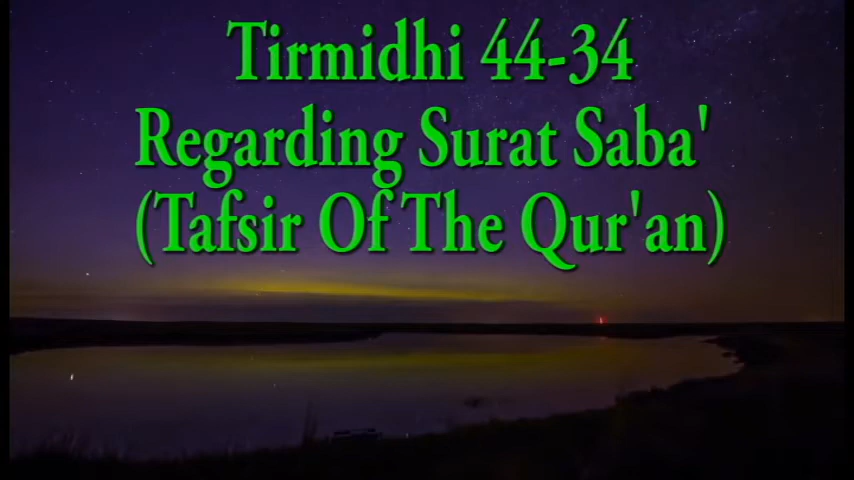 Tirmidhi 44-34
Regarding Surat Saba'
(Tafsir Of The Qur'an)